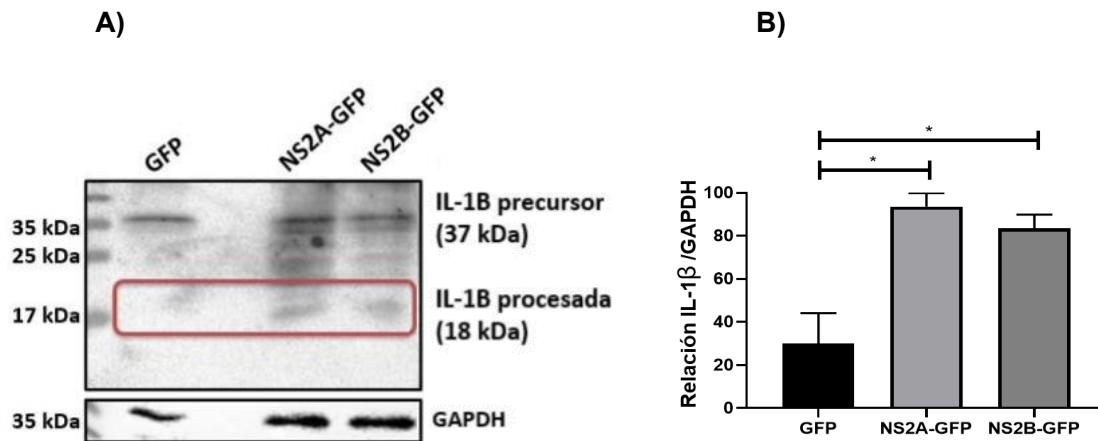 A)
GFP
NS2A-GFP
NS2B-GFP
35 kDa
25 kDa
17 kDa
IL-1B precursor
(37 kDa)
IL-1B procesada
(18 kDa)
35 kDa
GAPDH
B)
*
*
Relación IL-1β/GAPDH
100
80
60
40
20
0
GFP
NS2A-GFP
NS2B-GFP